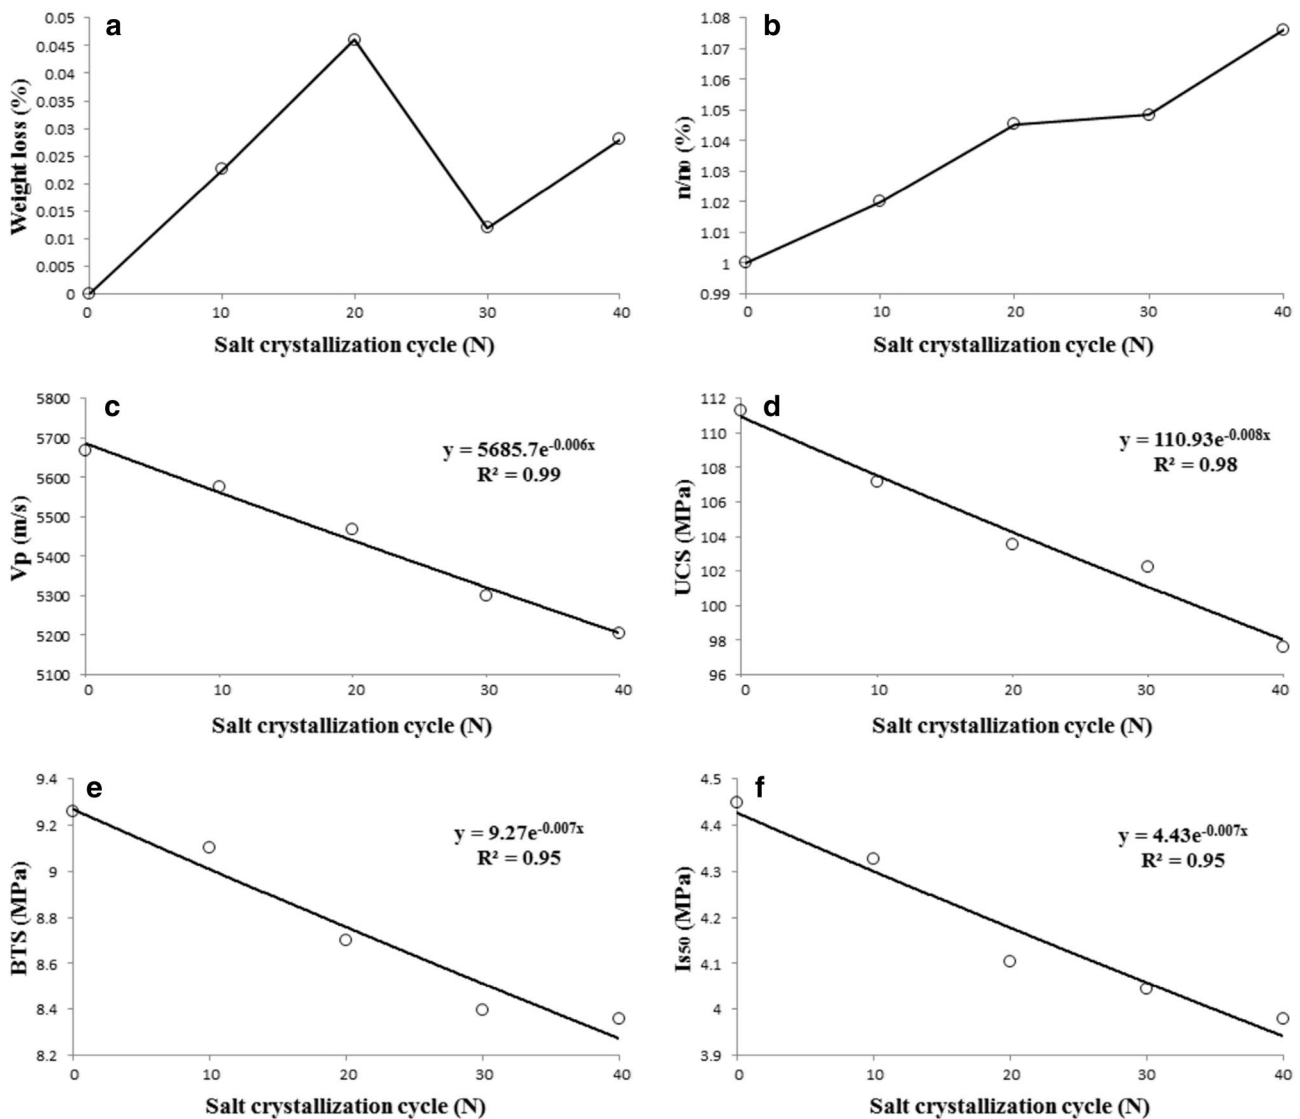 a
0.05
0.045
0.04
0.035
0.03
0.025
0.02
0.015
0.01
0.005
0
Weight loss (%)
0 10 20 30 40
Salt crystallization cycle (N)
b
1.08
1.07
1.06
1.05
1.04
1.03
1.02
1.01
1
0.99
n/n0 (%)
0 10 20 30 40
Salt crystallization cycle (N)
c
5800
5700
5600
5500
5400
5300
5200
5100
Vp (m/s)
y = 5685.7e-0.006x
R² = 0.99
0 10 20 30 40
Salt crystallization cycle (N)
d
112
110
108
106
104
102
100
98
96
UCS (MPa)
y = 110.93e-0.008x
R² = 0.98
0 10 20 30 40
Salt crystallization cycle (N)
e
9.4
9.2
9
8.8
8.6
8.4
8.2
BTS (MPa)
y = 9.27e-0.007x
R² = 0.95
0 10 20 30 40
Salt crystallization cycle (N)
f
4.5
4.4
4.3
4.2
4.1
4
3.9
Is50 (MPa)
y = 4.43e-0.007x
R² = 0.95
0 10 20 30 40
Salt crystallization cycle (N)